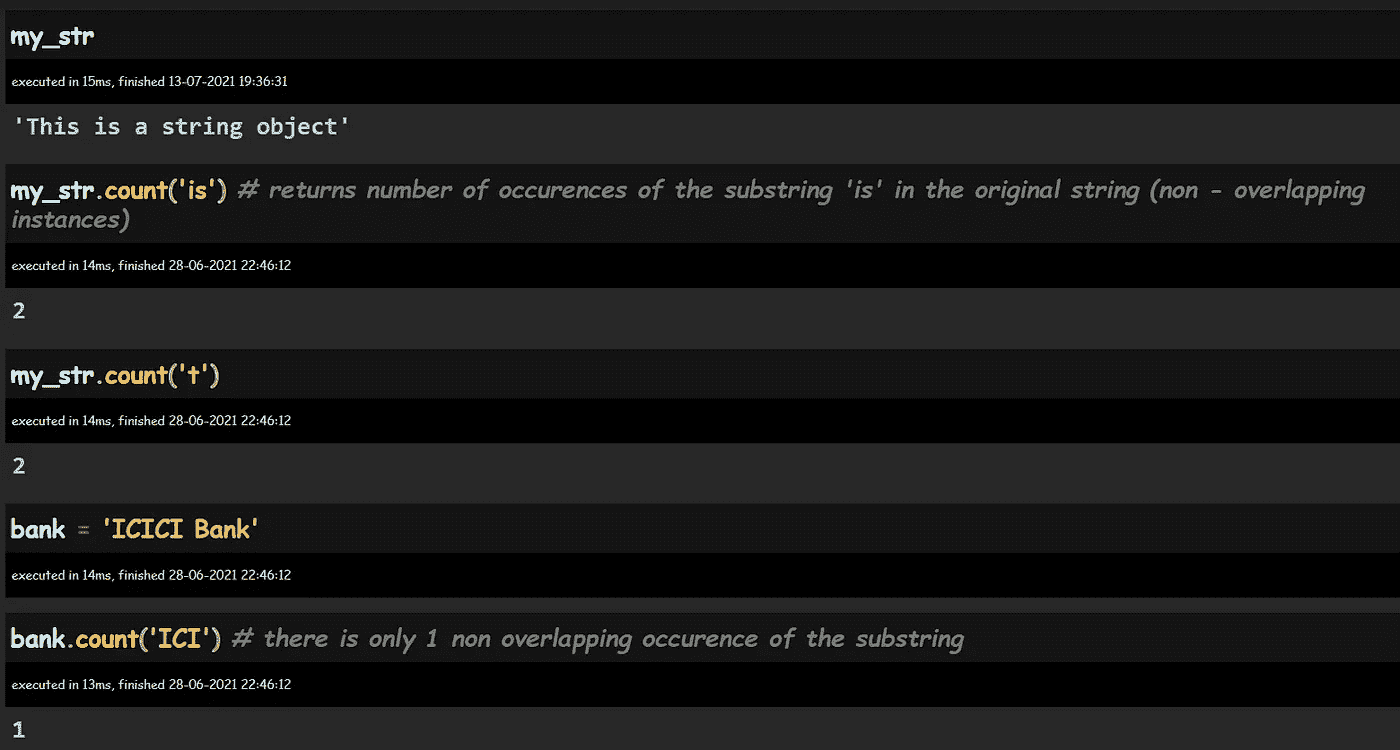 my_str
executed in 15ms, finished 13-07-2021 19:36:31
'This is a string object'
my_str.count('is') # returns number of occurences of the substring 'is' in the original string (non - overlapping
instances)
executed in 14ms, finished 28-06-2021 22:46:12
2
my_str.count('t')
executed in 14ms, finished 28-06-2021 22:46:12
2
bank = 'ICICI Bank'
executed in 14ms, finished 28-06-2021 22:46:12
bank.count('ICI') # there is only 1 non overlapping occurence of the substring
executed in 13ms, finished 28-06-2021 22:46:12
1